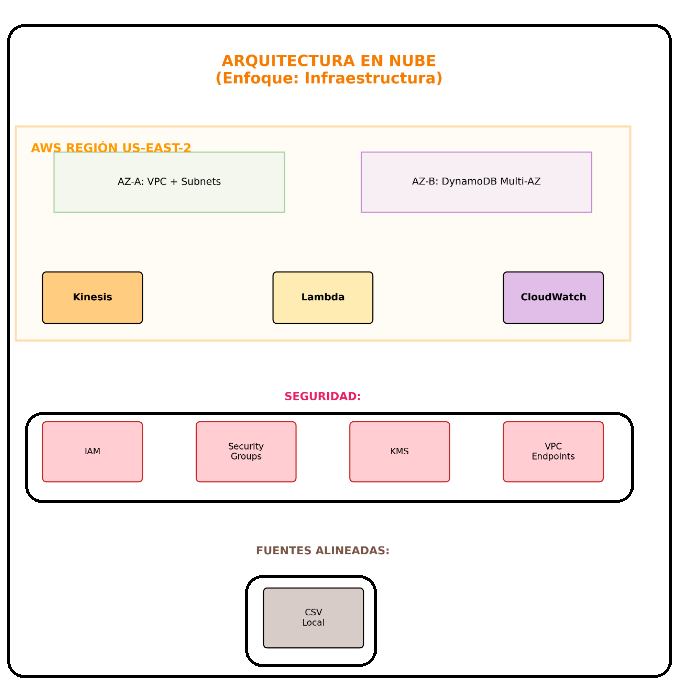 ARQUITECTURA EN NUBE
(Enfoque: Infraestructura)
AWS REGIÓN US-EAST-2
AZ-A: VPC + Subnets
AZ-B: DynamoDB Multi-AZ
Kinesis
Lambda
CloudWatch
SEGURIDAD:
IAM
Security
Groups
KMS
VPC
Endpoints
FUENTES ALINEADAS:
CSV
Local